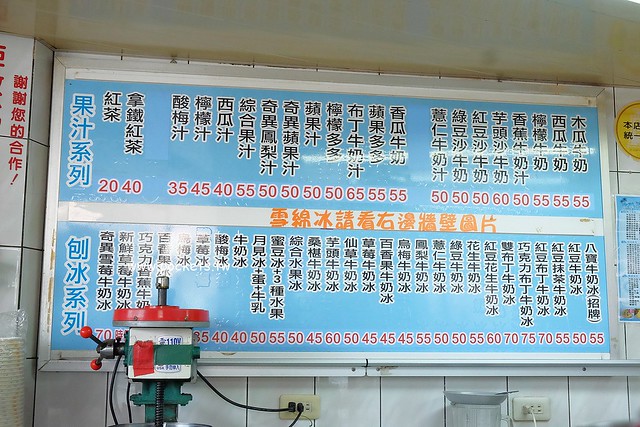 謝謝您的合作!
果汁系列
紅茶
拿鐵紅茶
酸梅汁
檸檬汁
西瓜汁
綜合果汁
奇異鳳梨汁
奇異蘋果汁
蘋果汁
檸檬多多
布丁牛奶汁
蘋果多多
香瓜牛奶
薏仁牛奶汁
綠豆沙牛奶
紅豆沙牛奶
芋頭沙牛奶
香蕉牛奶汁
檸檬牛奶
西瓜牛奶
木瓜牛奶
20 40 35 45 40 55 50 50 50 50 65 55 55 50 50 50 60 50 55 55 55
雪綿冰請看右邊牆壁圖片
刨冰系列
奇異雪莓牛奶冰
新鮮草莓牛奶冰
巧克力香蕉牛奶
百香果
烏梅冰
草莓冰
酸梅冰
牛奶冰
月見冰+蛋+牛乳
蜜豆冰+3種水果
綜合水果冰
桑椹牛奶冰
芋頭牛奶冰
仙草牛奶冰
草莓牛奶冰
百香果牛奶冰
烏梅牛奶冰
鳳梨牛奶冰
薏仁牛奶冰
綠豆牛奶冰
花生牛奶冰
紅豆花生牛奶冰
雙布丁牛奶冰
巧克力布丁牛奶冰
紅豆布丁牛奶冰
紅豆抹茶牛奶冰
紅豆牛奶冰
八寶牛奶冰(招牌)
70 35 40 40 50 55 50 45 60 50 45 45 45 55 50 50 50 55 60 70 75 70 55 50 55
本店
統一
110V